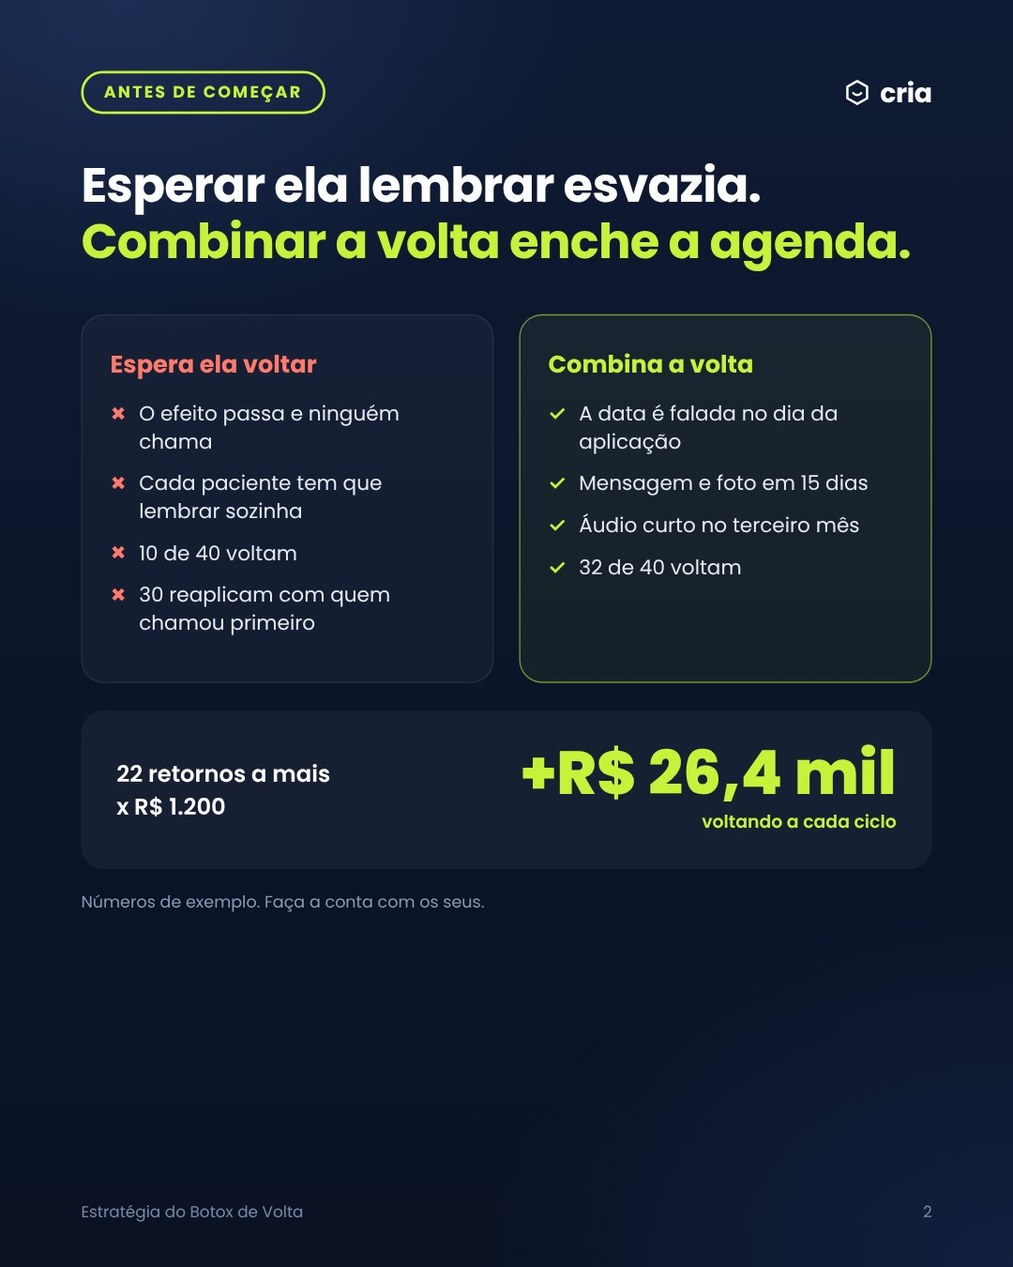 ANTES DE COMEÇAR
cria
Esperar ela lembrar esvazia.
Combinar a volta enche a agenda.
Espera ela voltar
✖ O efeito passa e ninguém
chama
✖ Cada paciente tem que
lembrar sozinha
✖ 10 de 40 voltam
✖ 30 reaplicam com quem
chamou primeiro
Combina a volta
✓ A data é falada no dia da
aplicação
✓ Mensagem e foto em 15 dias
✓ Áudio curto no terceiro mês
✓ 32 de 40 voltam
22 retornos a mais
x R$ 1.200
+R$ 26,4 mil
voltando a cada ciclo
Números de exemplo. Faça a conta com os seus.
Estratégia do Botox de Volta
2